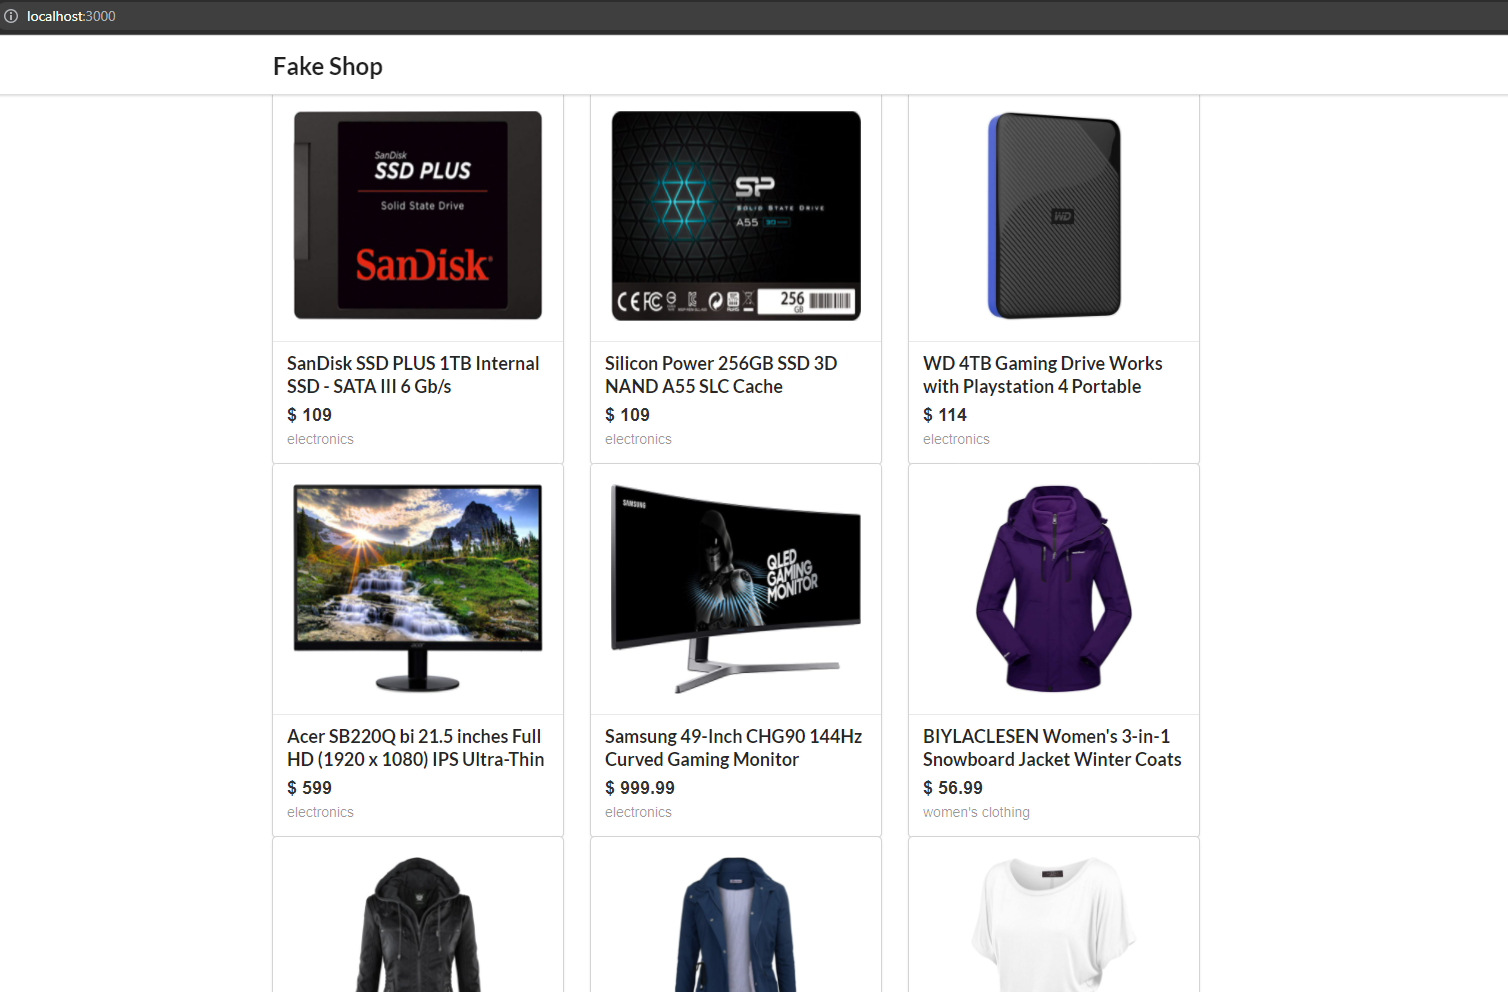 localhost:3000
Fake Shop
SanDisk
SSD PLUS
Solid State Drive
SanDisk
SP
SOLID STATE DRIVE
A55
256
GB
WD
SanDisk SSD PLUS 1TB Internal
SSD - SATA III 6 Gb/s
$ 109
electronics
Silicon Power 256GB SSD 3D
NAND A55 SLC Cache
$ 109
electronics
WD 4TB Gaming Drive Works
with Playstation 4 Portable
$ 114
electronics
acer
SAMSUNG
QLED
GAMING
MONITOR
Acer SB220Q bi 21.5 inches Full
HD (1920 x 1080) IPS Ultra-Thin
$ 599
electronics
Samsung 49-Inch CHG90 144Hz
Curved Gaming Monitor
$ 999.99
electronics
BIYLACLESEN Women's 3-in-1
Snowboard Jacket Winter Coats
$ 56.99
women's clothing